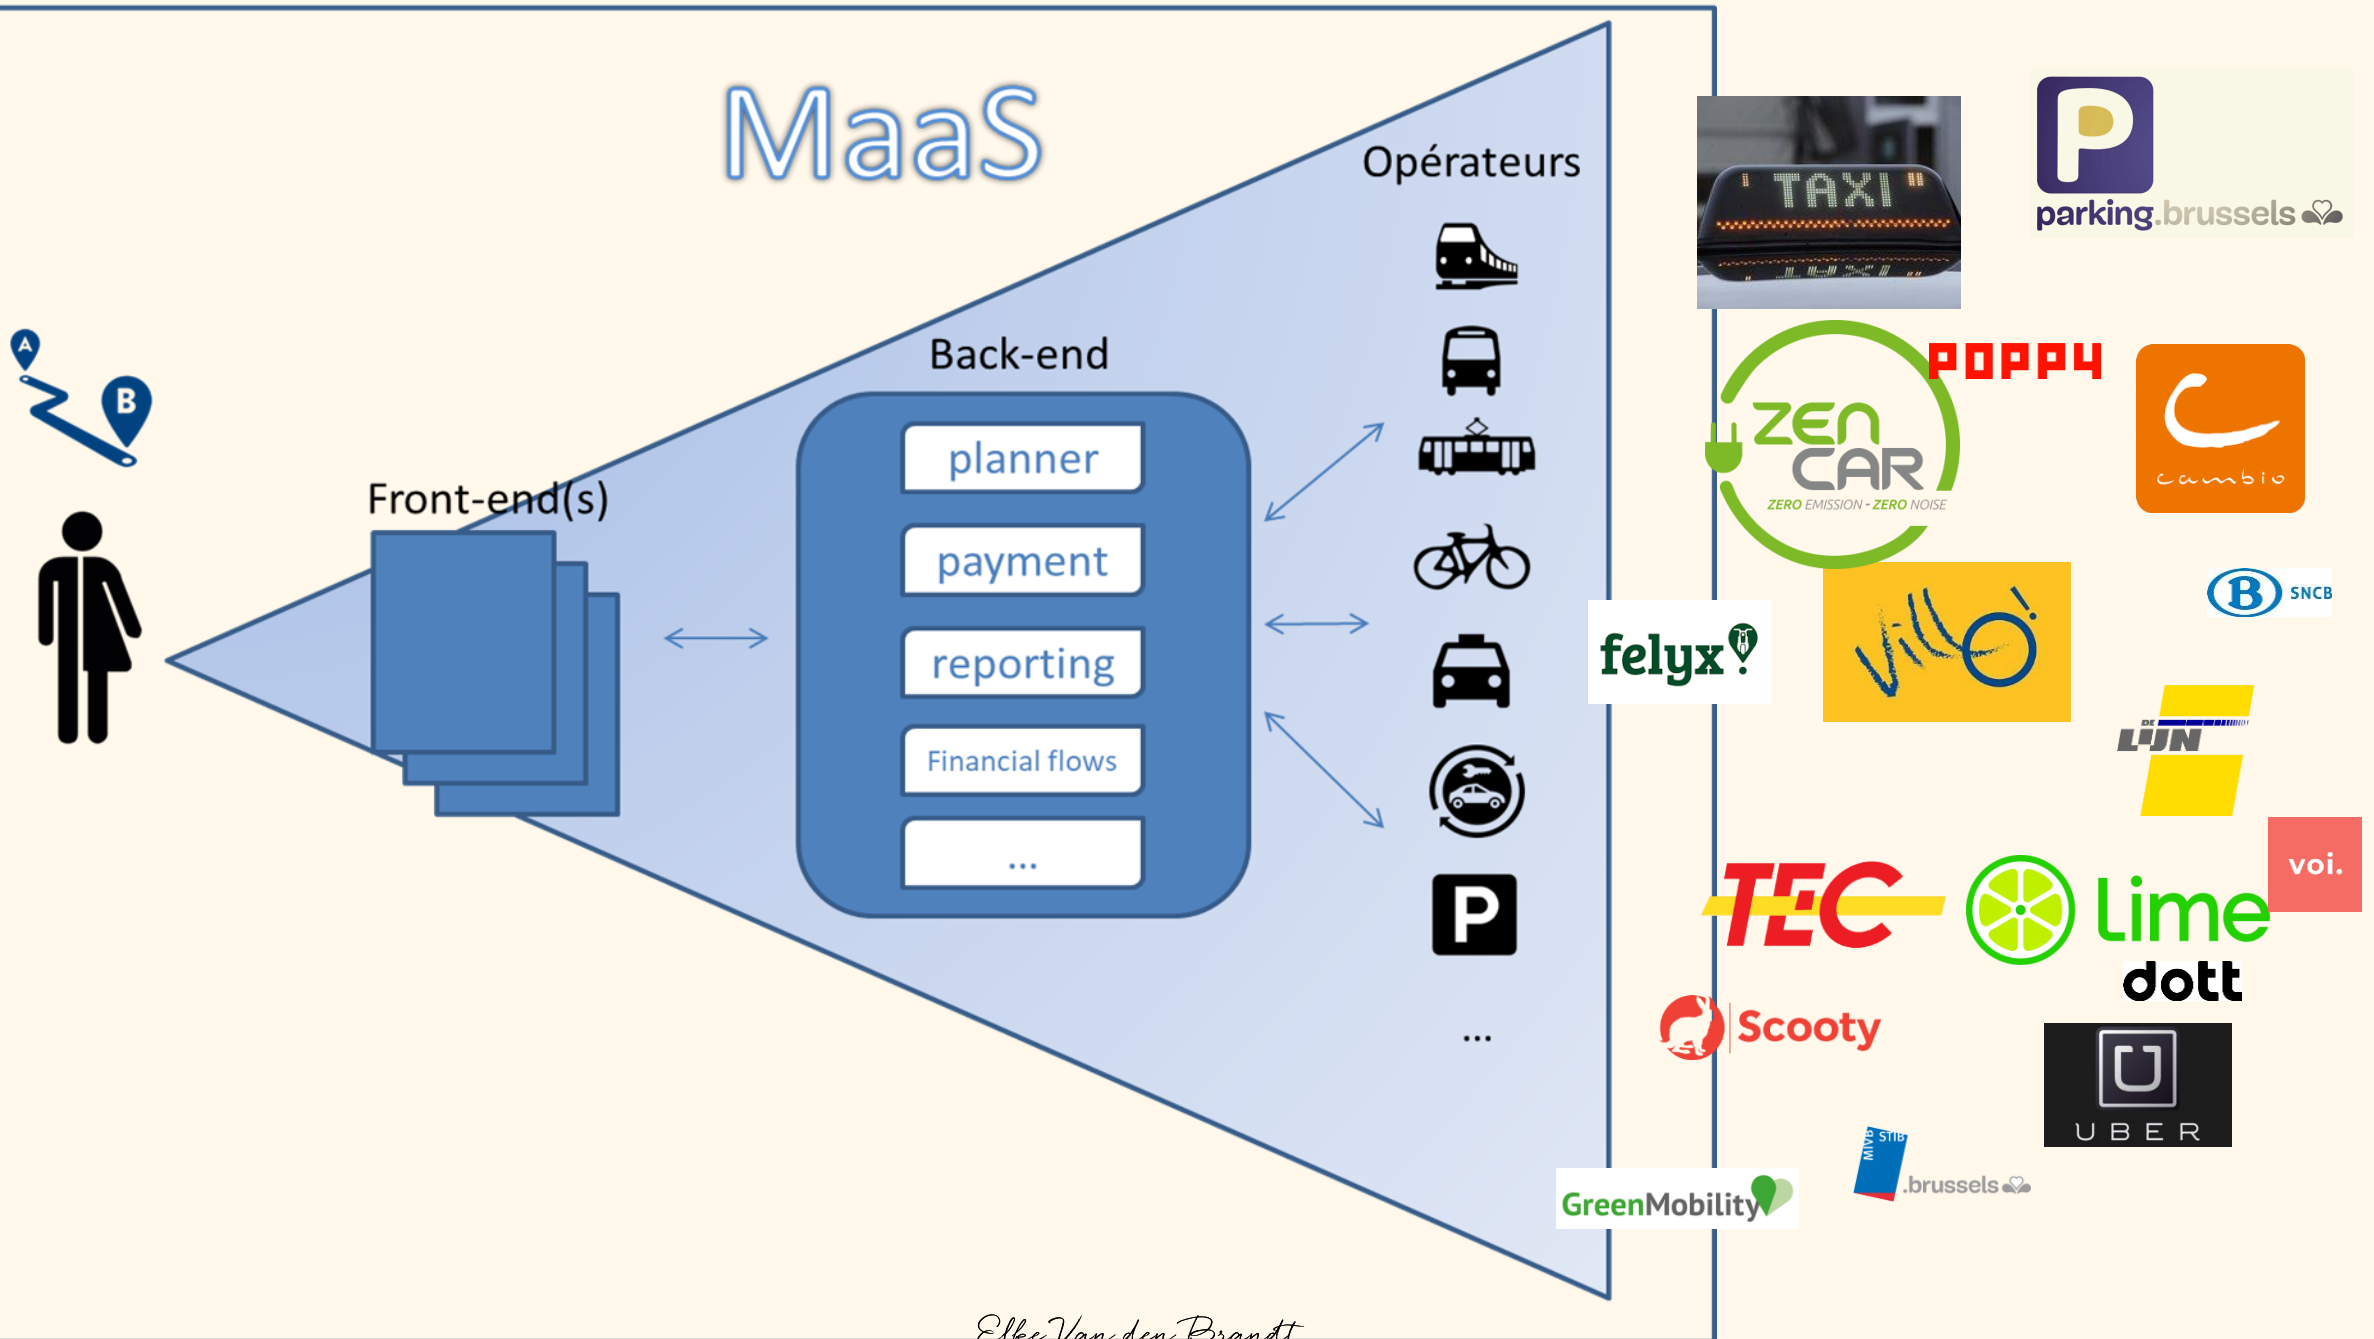 MaaS
Opérateurs
Back-end
Front-end(s)
A
B
planner
payment
reporting
Financial flows
...
P
...
TAXI
P
parking.brussels
POPPY
ZEN
CAR
ZERO EMISSION - ZERO NOISE
cambio
felyx
Villo!
B SNCB
DE
LIJN
voi.
TEC
Lime
dott
Scooty
U
UBER
MIVB STIB
.brussels
GreenMobility
Elke Van den Brandt